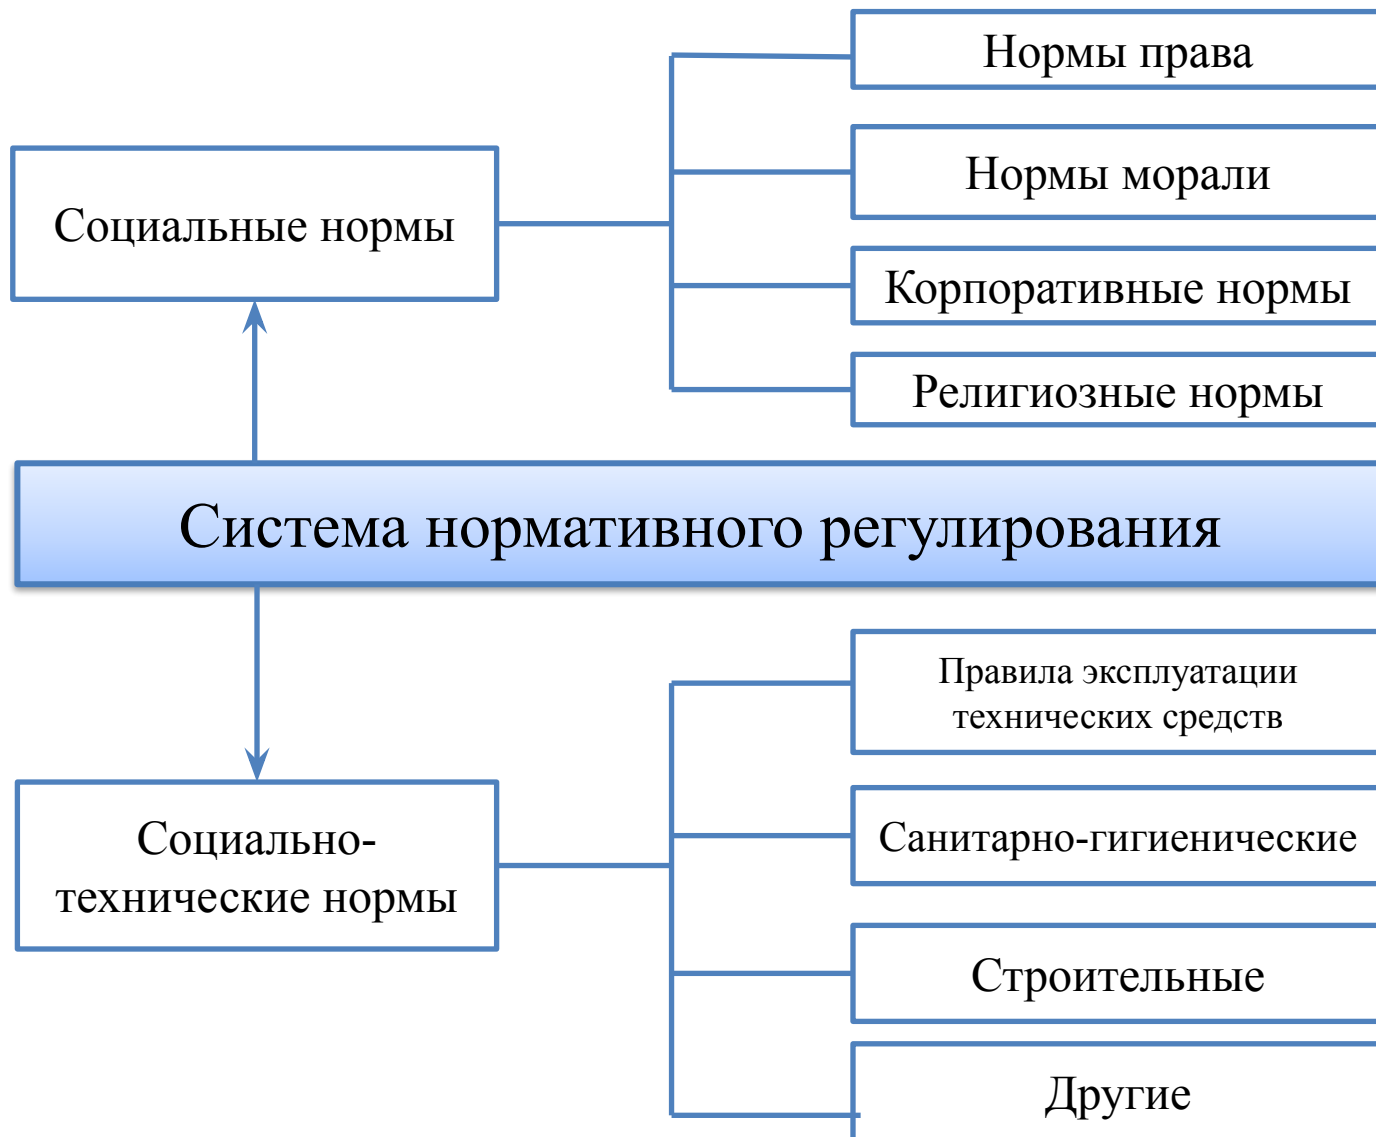 Нормы права
Нормы морали
Социальные нормы
Корпоративные нормы
Религиозные нормы
Система нормативного регулирования
Правила эксплуатации
технических средств
Социально-
технические нормы
Санитарно-гигиенические
Строительные
Другие